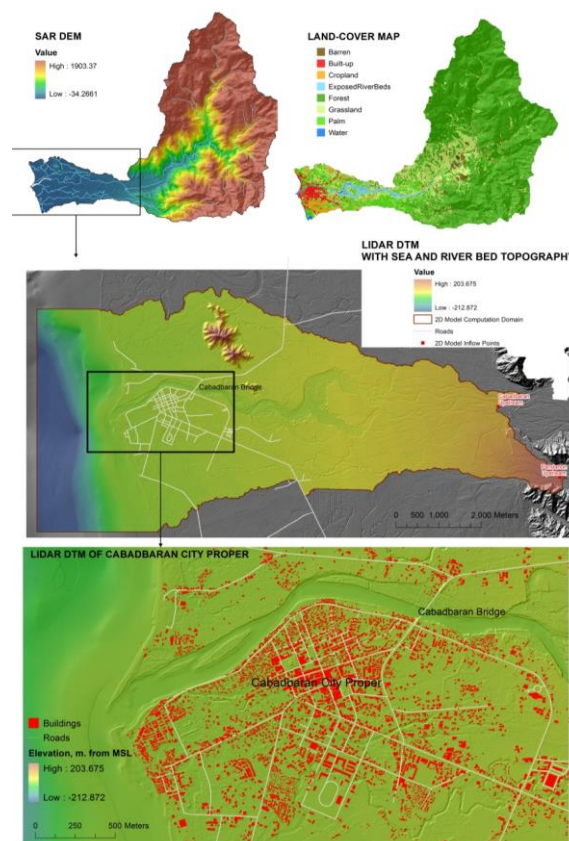 SAR DEM
Value
High : 1903.37
Low : -34.2661
LAND-COVER MAP
Barren
Built-up
Cropland
ExposedRiverBeds
Forest
Grassland
Palm
Water
LIDAR DTM
WITH SEA AND RIVER BED TOPOGRAPHY
Value
High : 203.675
Low : -212.872
2D Model Computation Domain
Roads
2D Model Inflow Points
Cabadbaran Bridge
Cabadbaran
Upstream
Upstream
0 500 1,000 2,000 Meters
LIDAR DTM OF CABADBARAN CITY PROPER
Cabadbaran Bridge
Cabadbaran City Proper
Buildings
Roads
Elevation, m. from MSL
High : 203.675
Low : -212.872
0 250 500 Meters